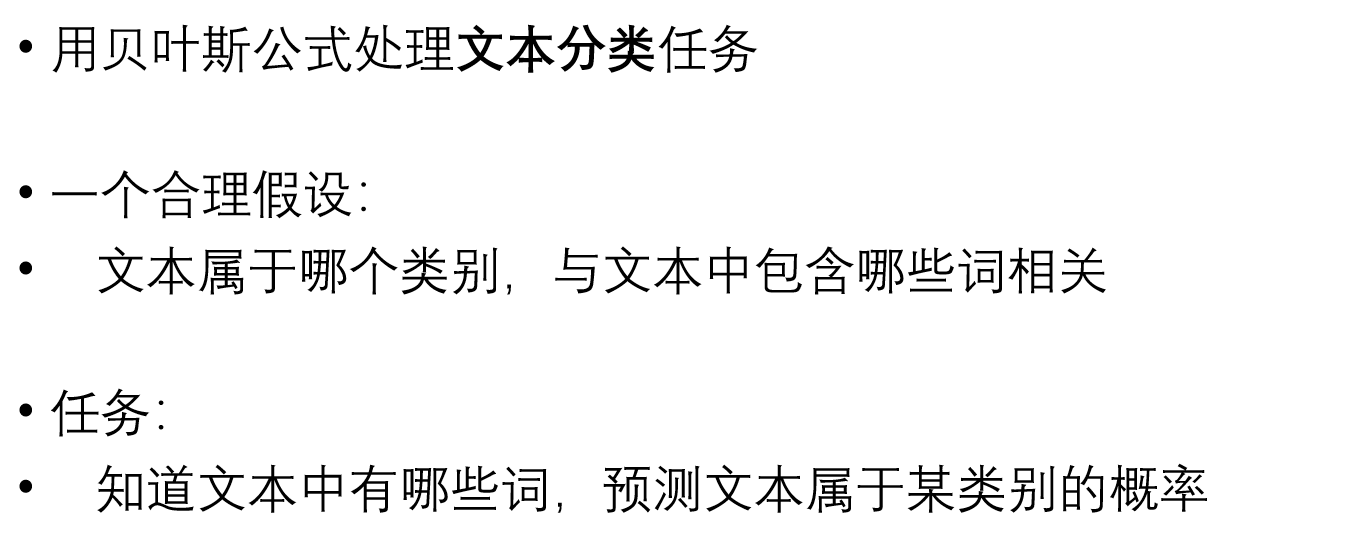 • 用贝叶斯公式处理文本分类任务
• 一个合理假设：
• 文本属于哪个类别，与文本中包含哪些词相关
• 任务：
• 知道文本中有哪些词，预测文本属于某类别的概率